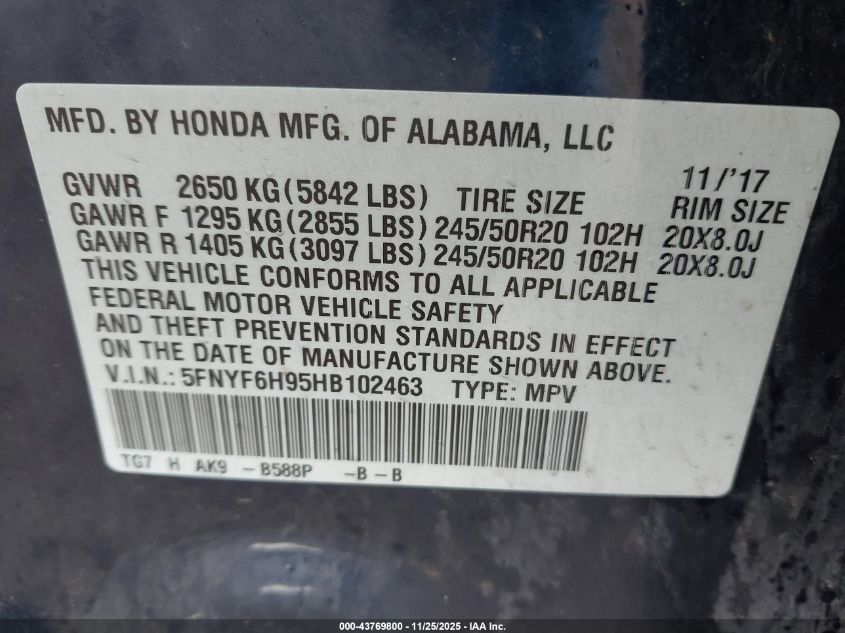 MFD. BY HONDA MFG. OF ALABAMA, LLC
11/'17
GVWR 2650 KG (5842 LBS) TIRE SIZE RIM SIZE
GAWR F 1295 KG (2855 LBS) 245/50R20 102H 20X8.0J
GAWR R 1405 KG (3097 LBS) 245/50R20 102H 20X8.0J
THIS VEHICLE CONFORMS TO ALL APPLICABLE
FEDERAL MOTOR VEHICLE SAFETY
AND THEFT PREVENTION STANDARDS IN EFFECT
ON THE DATE OF MANUFACTURE SHOWN ABOVE.
V.I.N.: 5FNYF6H95HB102463 TYPE: MPV
TG7 H AK9 - B588P - B - B
000-43769800 - 11/25/2025 - IAA Inc.